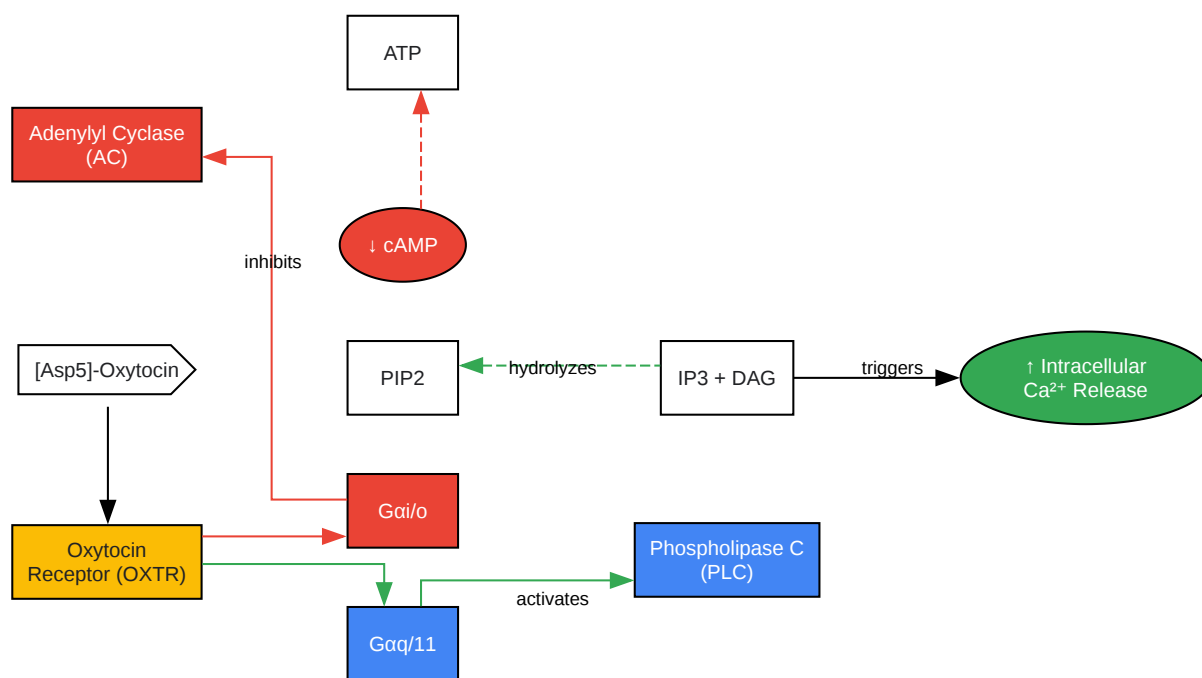 ATP
Adenylyl Cyclase
(AC)
↓ cAMP
inhibits
[Asp5]-Oxytocin
PIP2
hydrolyzes
IP3 + DAG
triggers
↑ Intracellular
Ca²⁺ Release
Gαi/o
Oxytocin
Receptor (OXTR)
Phospholipase C
(PLC)
activates
Gαq/11